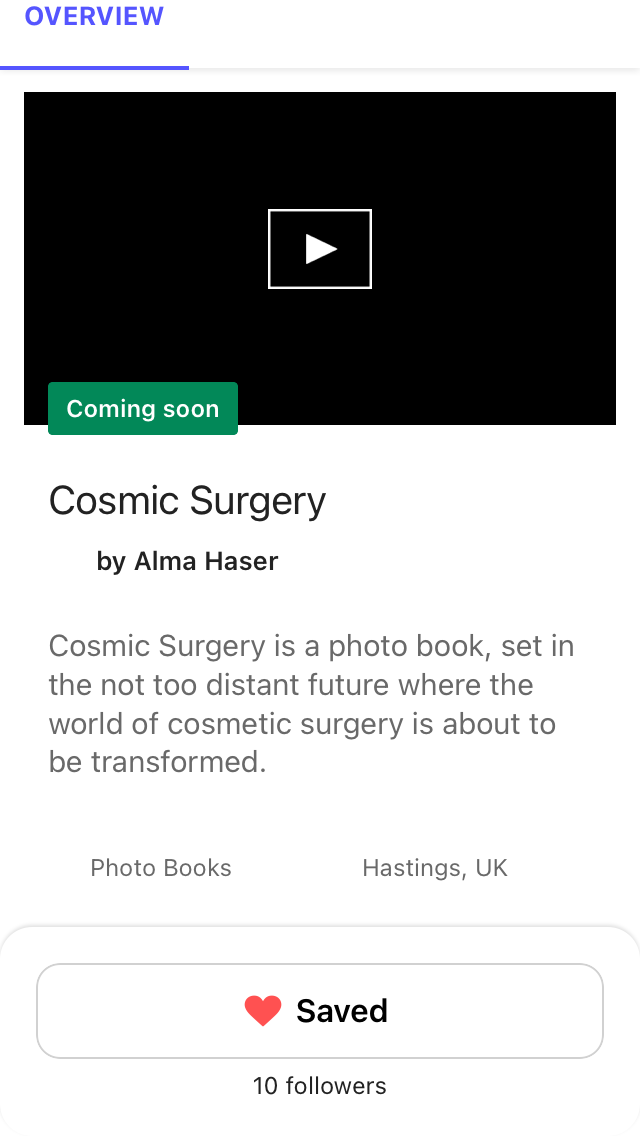 OVERVIEW
Coming soon
Cosmic Surgery
by Alma Haser
Cosmic Surgery is a photo book, set in
the not too distant future where the
world of cosmetic surgery is about to
be transformed.
Photo Books
Hastings, UK
Saved
10 followers